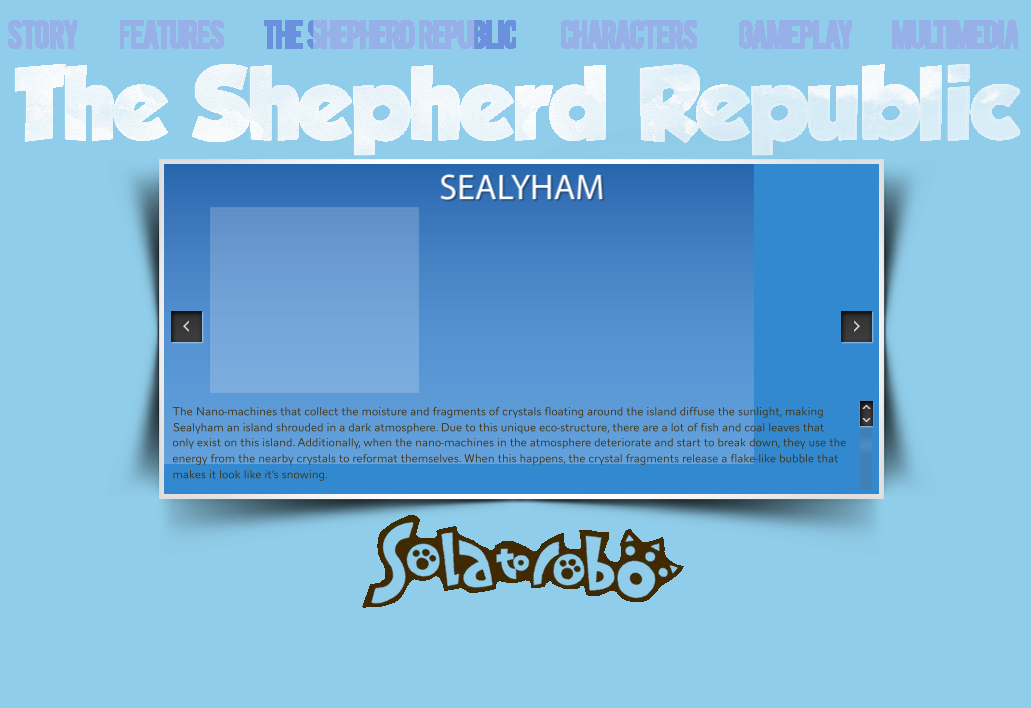 STORY FEATURES THE SHEPHERD REPUBLIC CHARACTERS GAMEPLAY MULTIMEDIA
The Shepherd Republic
SEALYHAM
The Nano-machines that collect the moisture and fragments of crystals floating around the island diffuse the sunlight, making
Sealyham an island shrouded in a dark atmosphere. Due to this unique eco-structure, there are a lot of fish and coal leaves that
only exist on this island. Additionally, when the nano-machines in the atmosphere deteriorate and start to break down, they use the
energy from the nearby crystals to reformat themselves. When this happens, the crystal fragments release a flake-like bubble that
makes it look like it's snowing.
Solatorobo